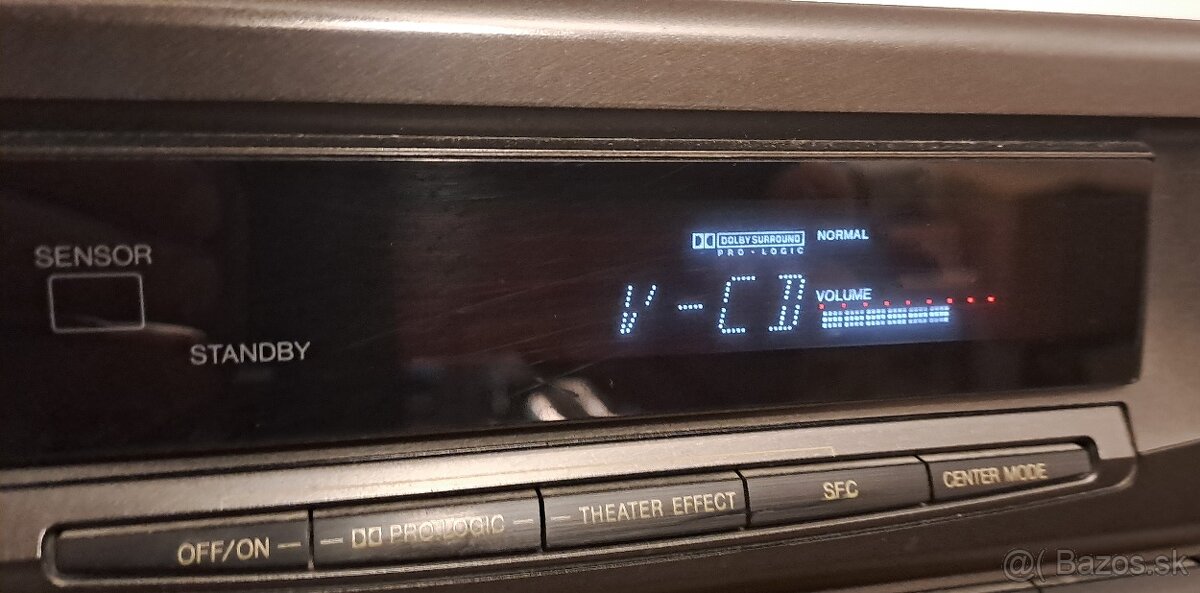 SENSOR
STANDBY
DOLBY SURROUND NORMAL
PRO • LOGIC
V-CD VOLUME
OFF/ON — — PRO LOGIC — — THEATER EFFECT SFC CENTER MODE
@( Bazos.sk